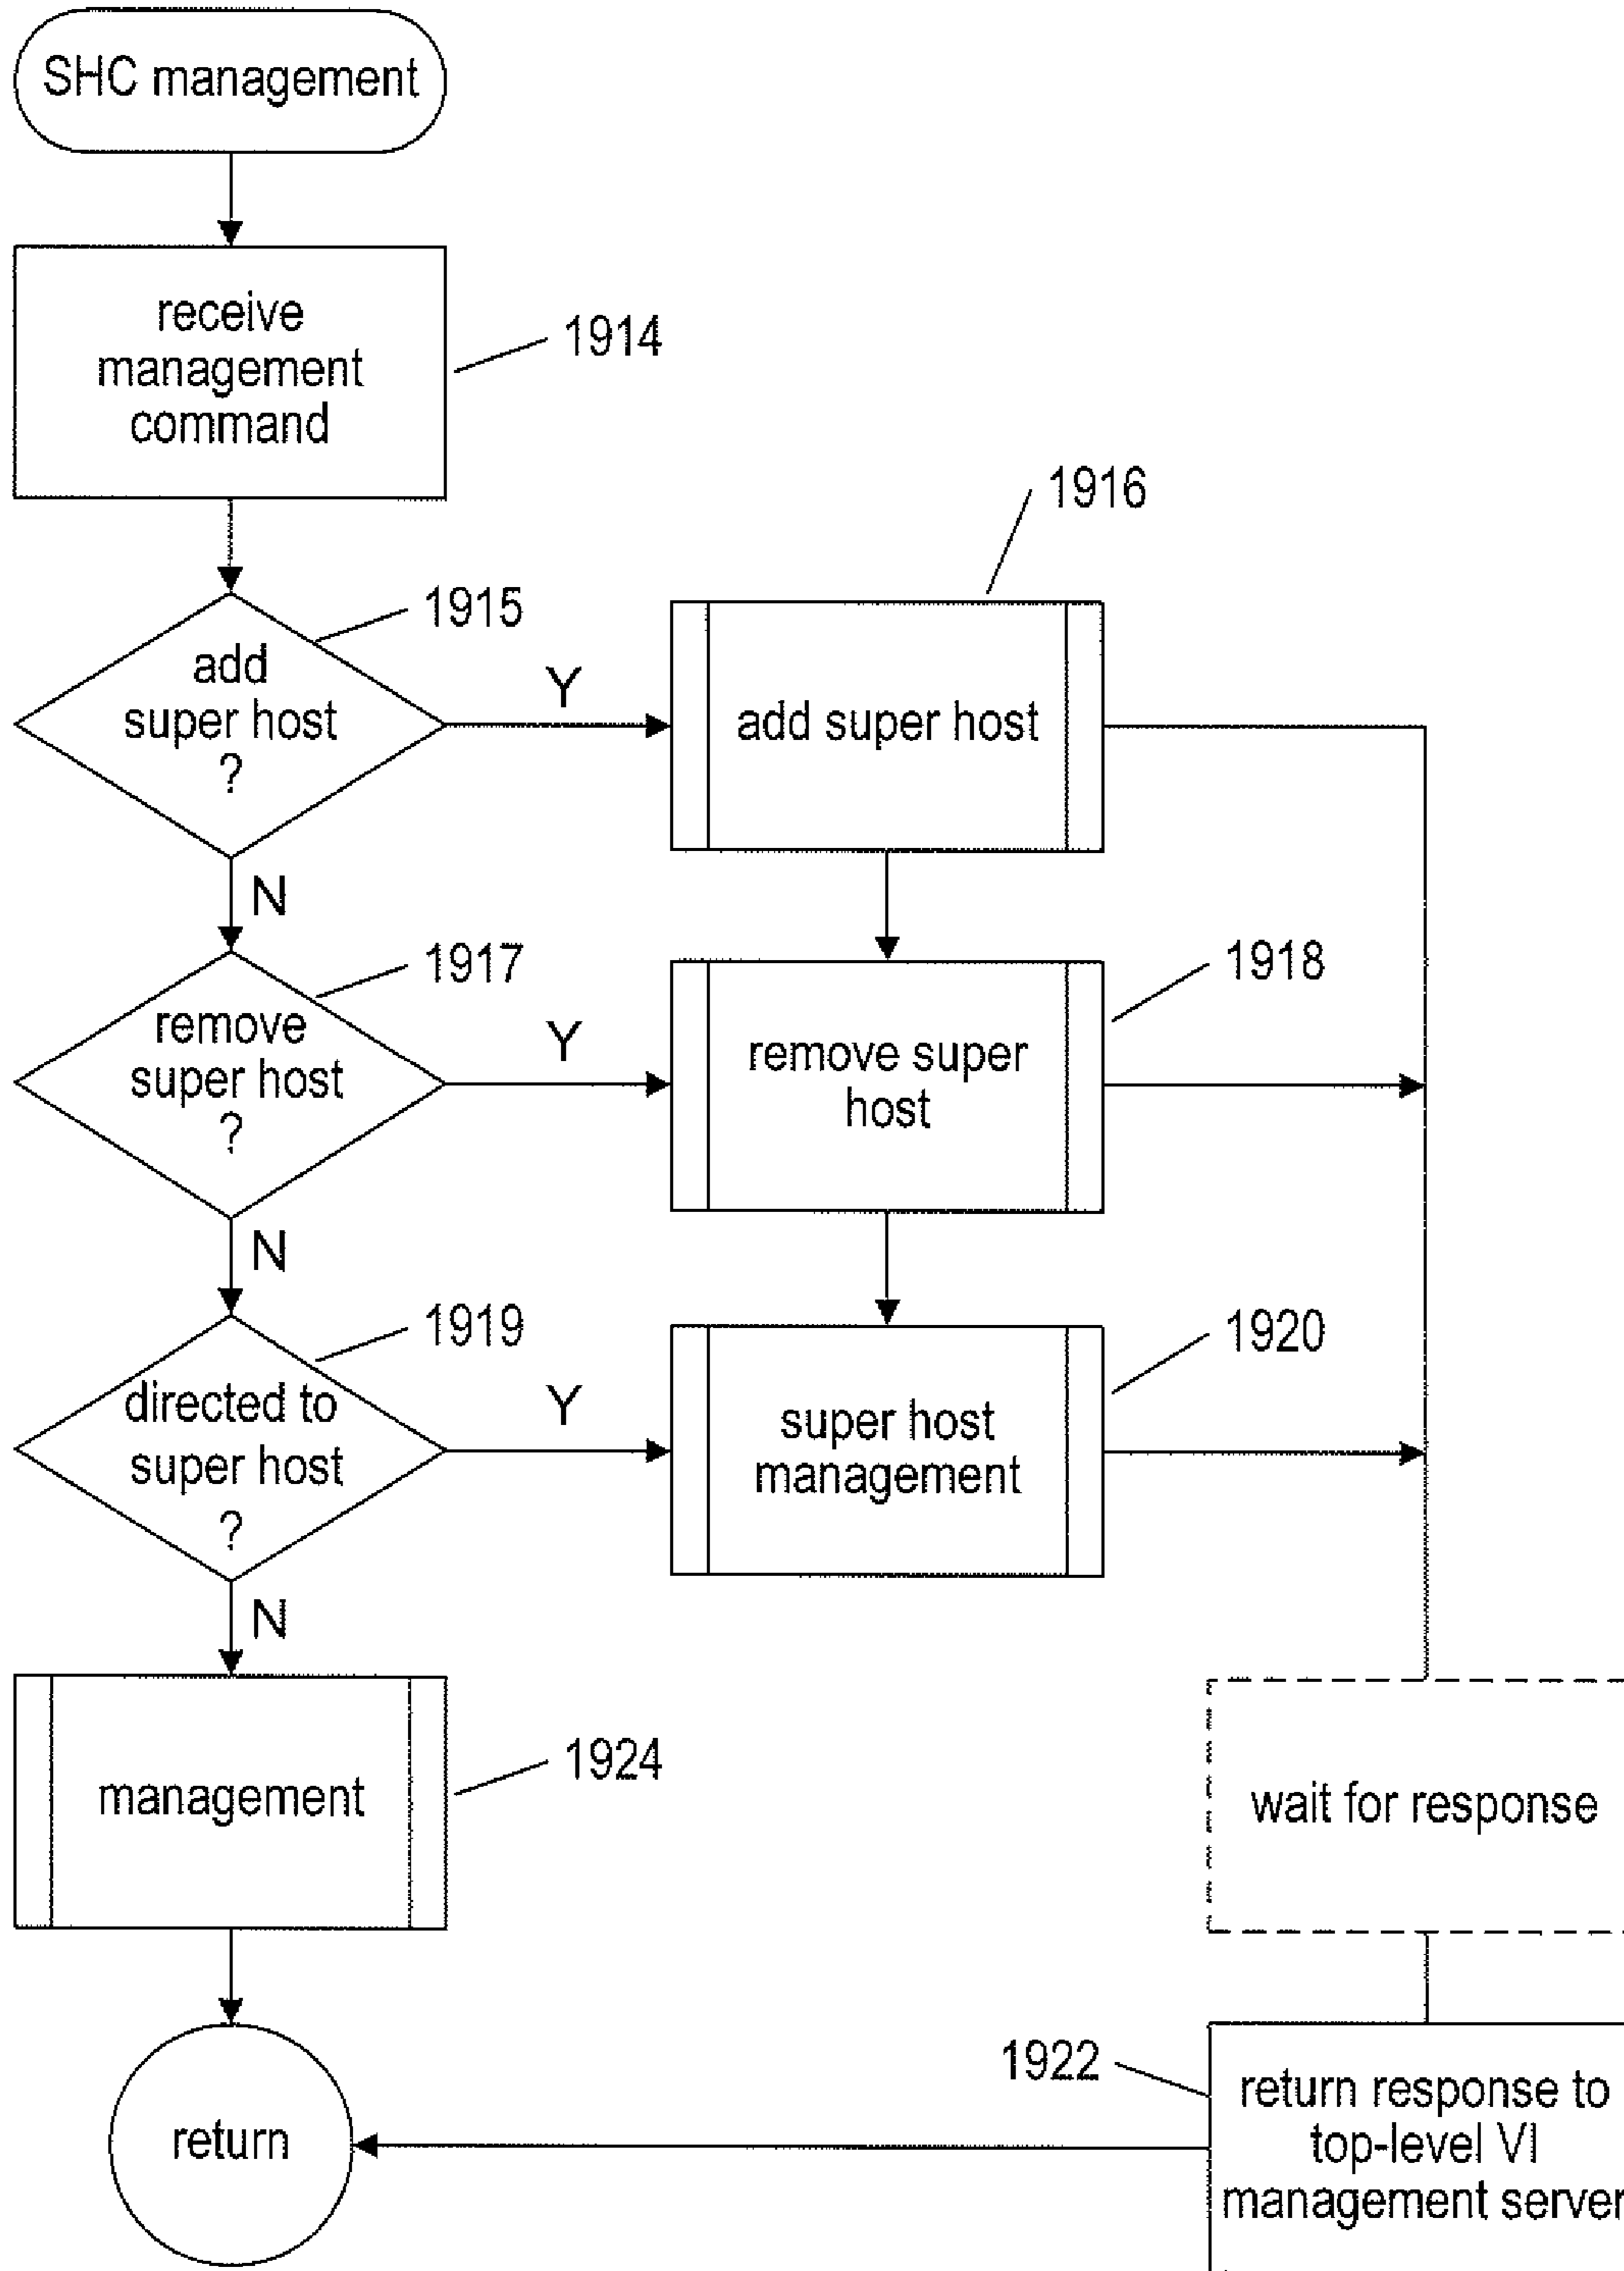 SHC management
receive
management
command
1914
1916
add
super host
?
1915
Y
add super host
N
remove
super host
?
1917
Y
remove super
host
1918
N
directed to
super host
?
1919
Y
super host
management
1920
N
management
1924
wait for response
return
1922
return response to
top-level VI
management server